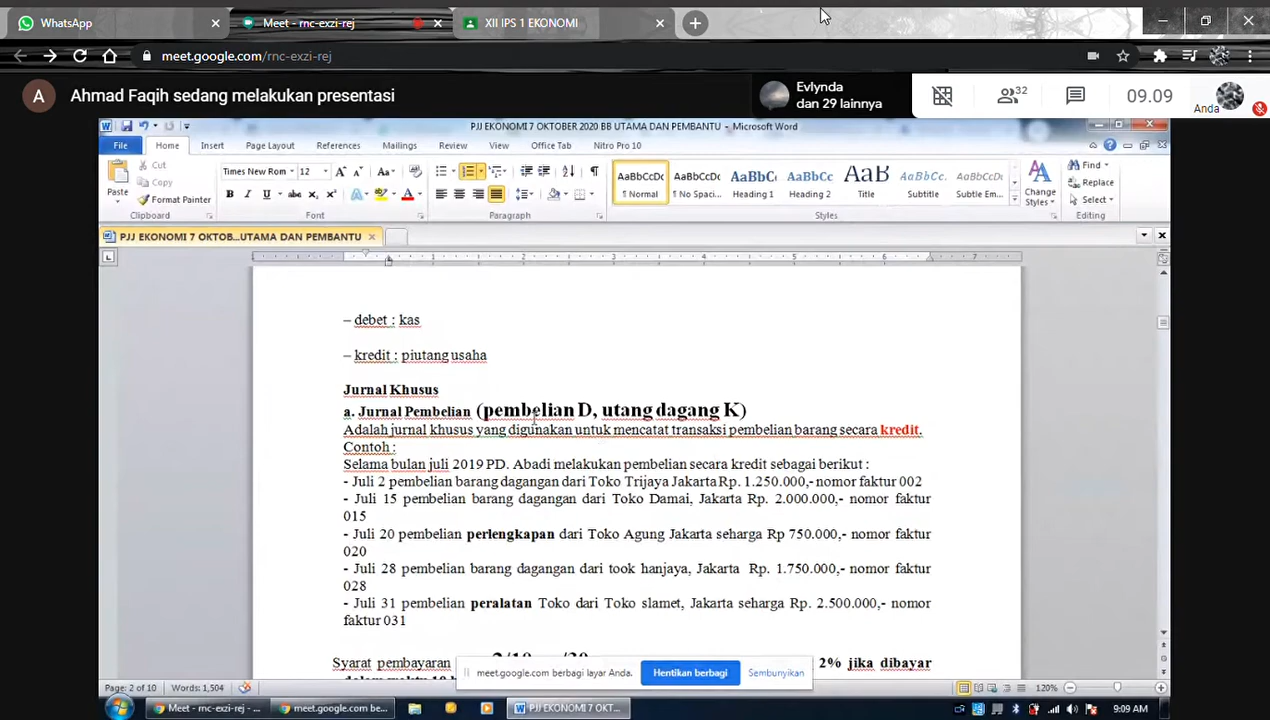 WhatsApp
Meet - rnc-exzi-rej
XII IPS 1 EKONOMI
meet.google.com/rnc-exzi-rej
A
Ahmad Faqih sedang melakukan presentasi
Evlynda
dan 29 lainnya
32
09.09
Anda
PJJ EKONOMI 7 OKTOBER 2020 BB UTAMA DAN PEMBANTU - Microsoft Word
File Home Insert Page Layout References Mailings Review View Office Tab Nitro Pro 10
Paste
Cut
Copy
Format Painter
Clipboard
Times New Rom 12
Font
Paragraph
AaBbCcDc AaBbCcDc AaBbCc AaBbCc AaB AaBbCc. AaBbCcDc
¶ Normal ¶ No Spaci... Heading 1 Heading 2 Title Subtitle Subtle Em...
Change
Styles
Styles
Find
Replace
Select
Editing
PJJ EKONOMI 7 OKTOB...UTAMA DAN PEMBANTU
– debet : kas
– kredit : piutang usaha
Jurnal Khusus
a. Jurnal Pembelian (pembelian D, utang dagang K)
Adalah jurnal khusus yang digunakan untuk mencatat transaksi pembelian barang secara kredit.
Contoh :
Selama bulan juli 2019 PD. Abadi melakukan pembelian secara kredit sebagai berikut :
- Juli 2 pembelian barang dagangan dari Toko Trijaya Jakarta Rp. 1.250.000,- nomor faktur 002
- Juli 15 pembelian barang dagangan dari Toko Damai, Jakarta Rp. 2.000.000,- nomor faktur
015
- Juli 20 pembelian perlengkapan dari Toko Agung Jakarta seharga Rp 750.000,- nomor faktur
020
- Juli 28 pembelian barang dagangan dari took hanjaya, Jakarta Rp. 1.750.000,- nomor faktur
028
- Juli 31 pembelian peralatan Toko dari Toko slamet, Jakarta seharga Rp. 2.500.000,- nomor
faktur 031
Syarat pembayaran 2% jika dibayar
meet.google.com berbagi layar Anda.
Hentikan berbagi
Sembunyikan
Page: 2 of 10 Words: 1,504
120%
Meet - rnc-exzi-rej - ...
meet.google.com be...
PJJ EKONOMI 7 OKT...
9:09 AM